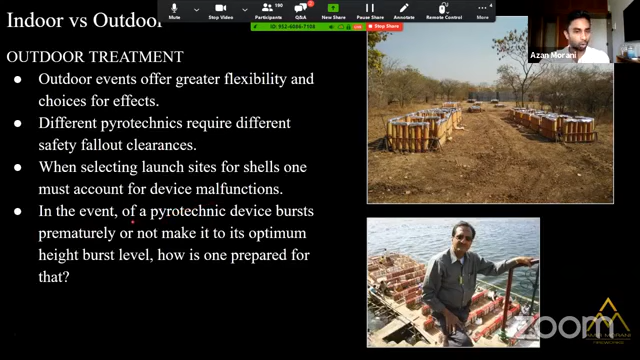 Indoor vs Outdoor
Mute
Stop Video
190
Participants
2
Q&A
New Share
Pause Share
Annotate
Remote Control
More
Stop Share
Azan Morani
OUTDOOR TREATMENT
● Outdoor events offer greater flexibility and
choices for effects.
● Different pyrotechnics require different
safety fallout clearances.
● When selecting launch sites for shells one
must account for device malfunctions.
● In the event, of a pyrotechnic device bursts
prematurely or not make it to its optimum
height burst level, how is one prepared for
that?
zoom